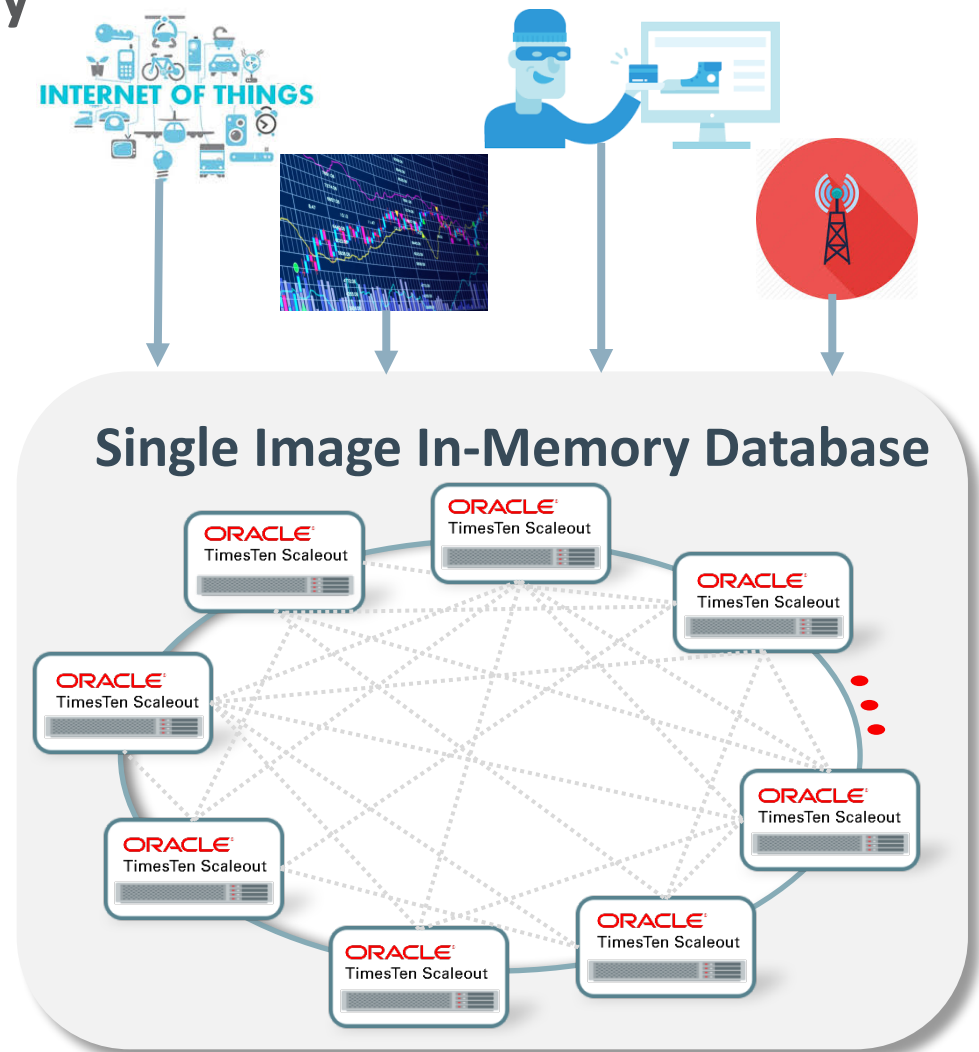 y
INTERNET OF THINGS
Single Image In-Memory Database
ORACLE
TimesTen Scaleout
ORACLE
TimesTen Scaleout
ORACLE
TimesTen Scaleout
ORACLE
TimesTen Scaleout
ORACLE
TimesTen Scaleout
ORACLE
TimesTen Scaleout
ORACLE
TimesTen Scaleout
ORACLE
TimesTen Scaleout